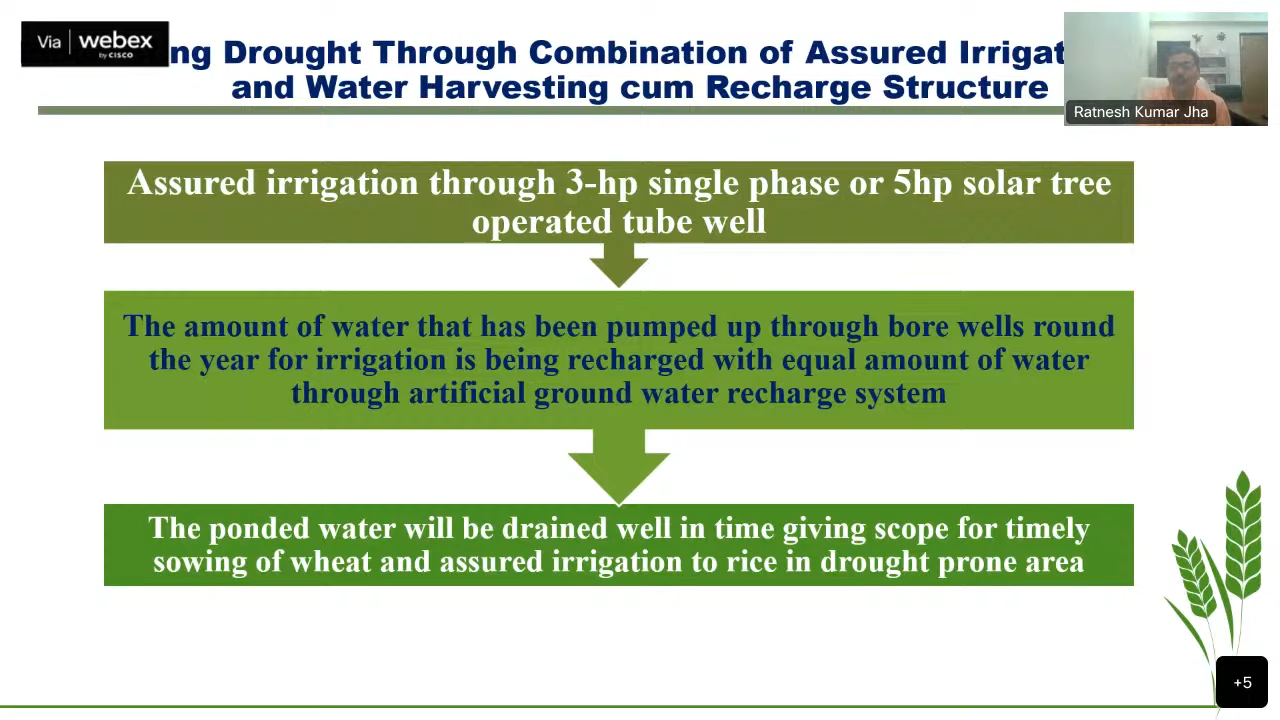 Via webex
by CISCO
ng Drought Through Combination of Assured Irrigat
and Water Harvesting cum Recharge Structure
Ratnesh Kumar Jha
Assured irrigation through 3-hp single phase or 5hp solar tree
operated tube well
The amount of water that has been pumped up through bore wells round
the year for irrigation is being recharged with equal amount of water
through artificial ground water recharge system
The ponded water will be drained well in time giving scope for timely
sowing of wheat and assured irrigation to rice in drought prone area
+5